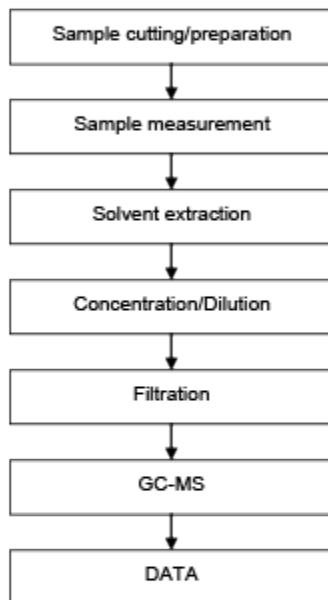 Sample cutting/preparation
Sample measurement
Solvent extraction
Concentration/Dilution
Filtration
GC-MS
DATA